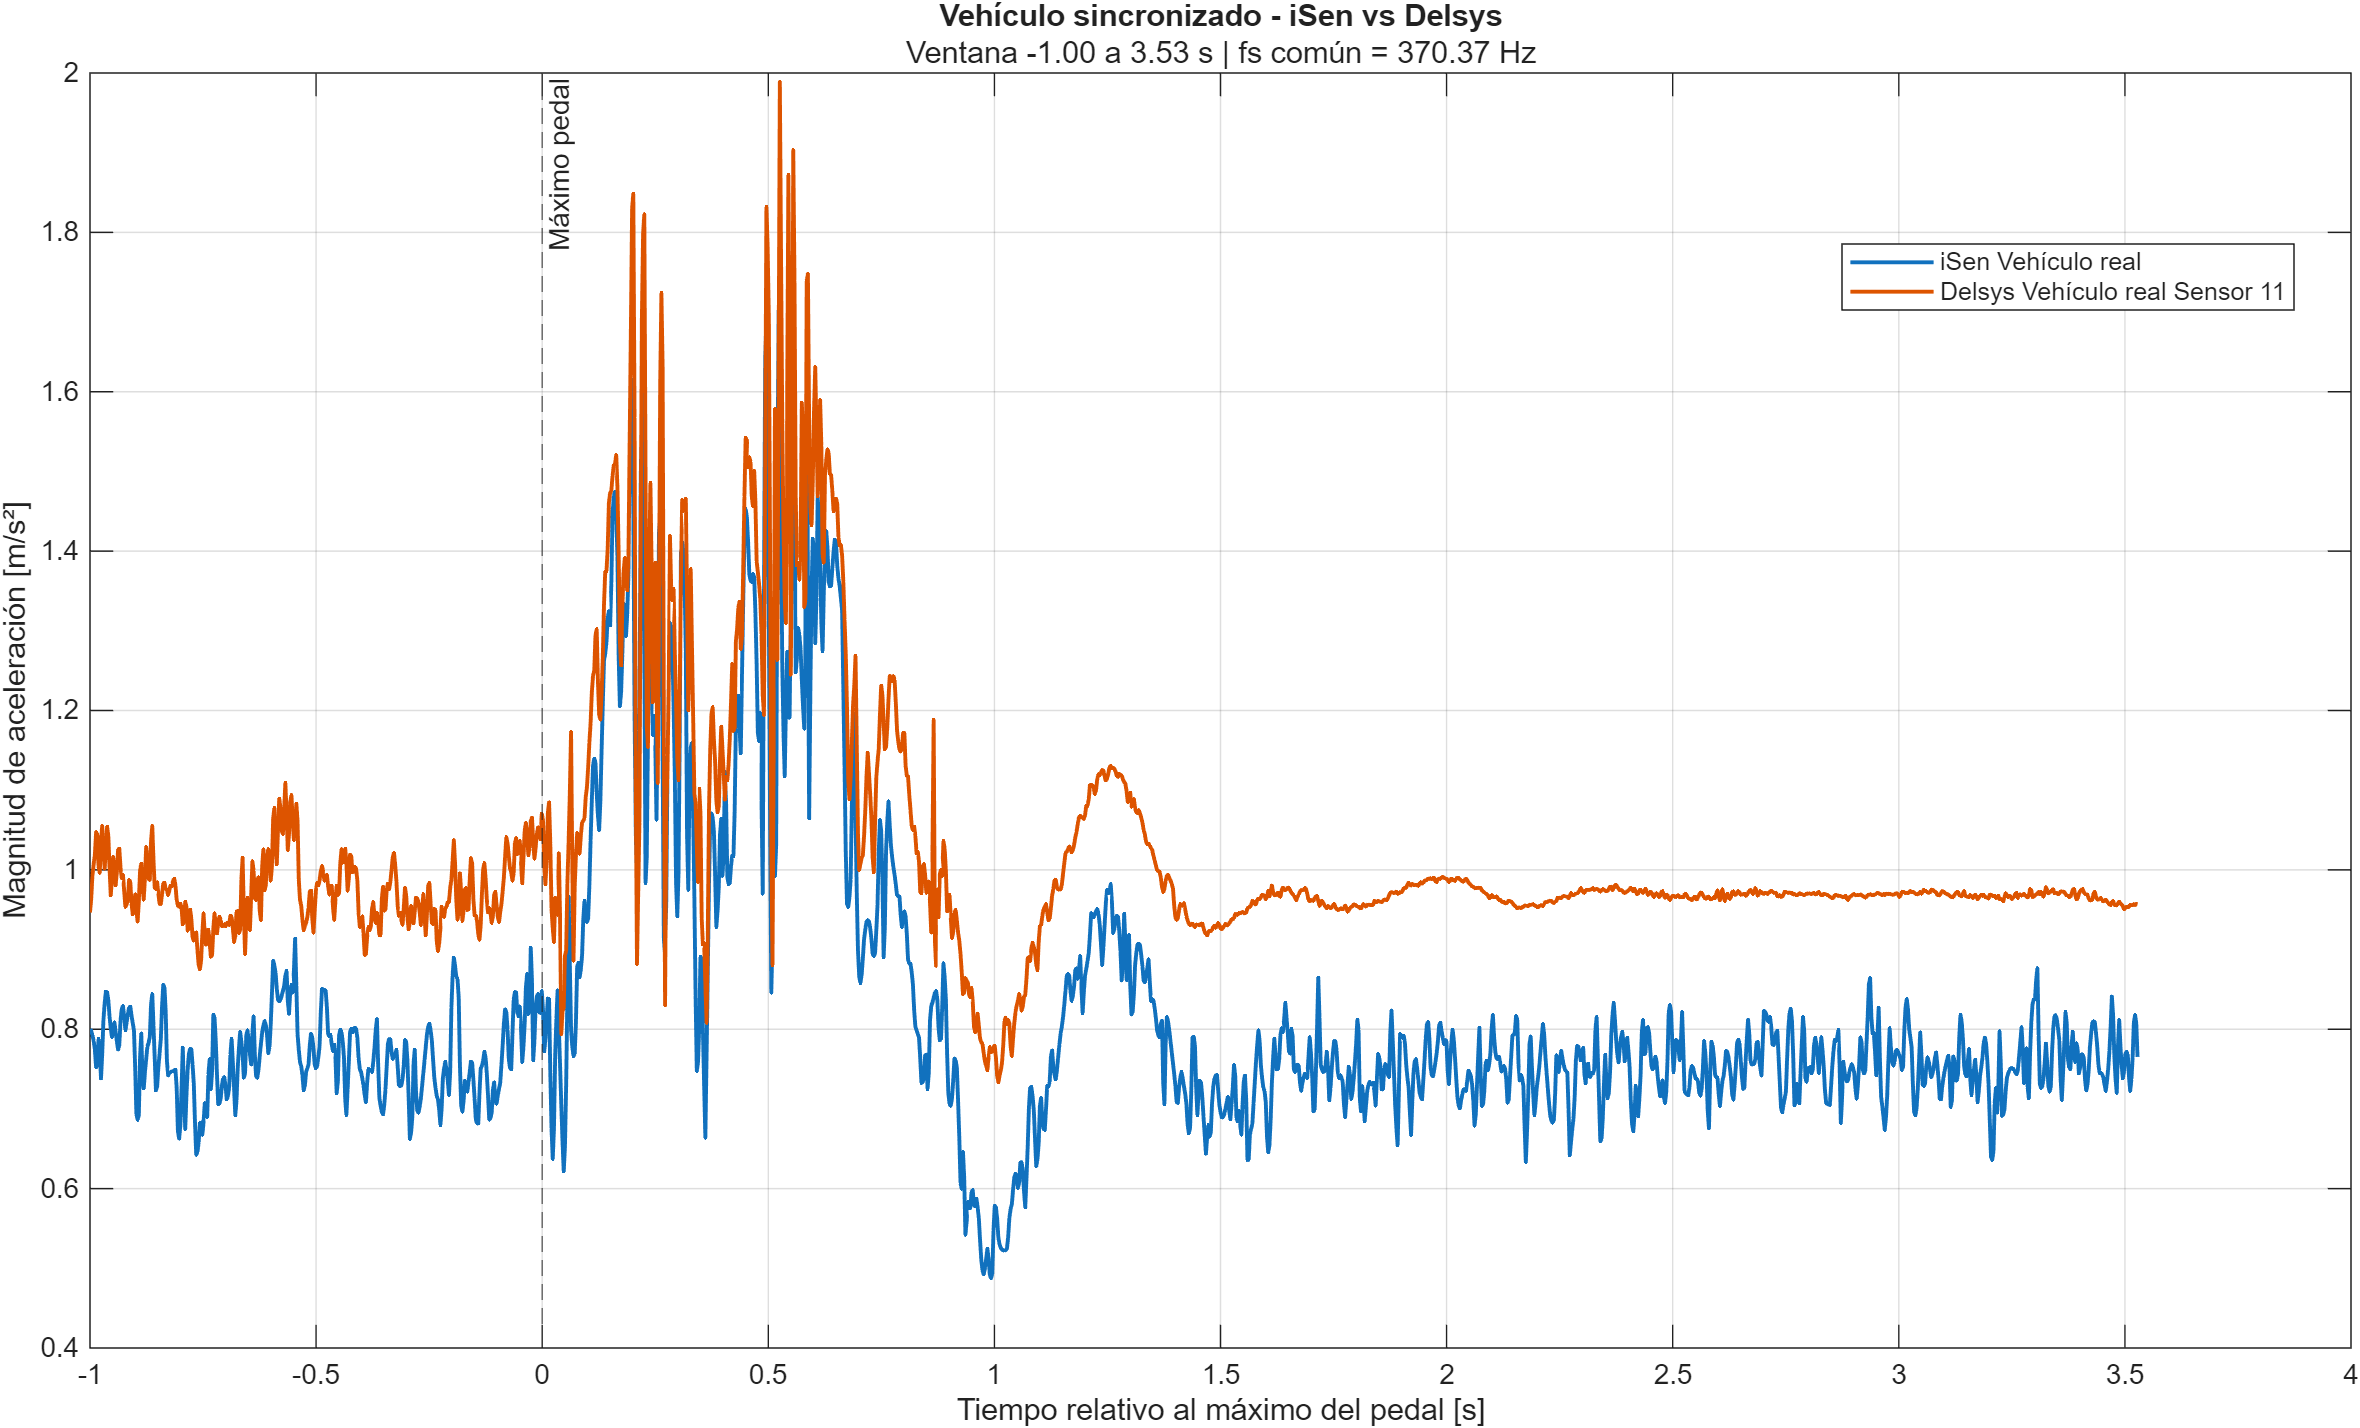 Vehículo sincronizado - iSen vs Delsys
Ventana -1.00 a 3.53 s | fs común = 370.37 Hz
Magnitud de aceleración [m/s²]
2
1.8
1.6
1.4
1.2
1
0.8
0.6
0.4
Máximo pedal
iSen Vehículo real
Delsys Vehículo real Sensor 11
-1 -0.5 0 0.5 1 1.5 2 2.5 3 3.5 4
Tiempo relativo al máximo del pedal [s]